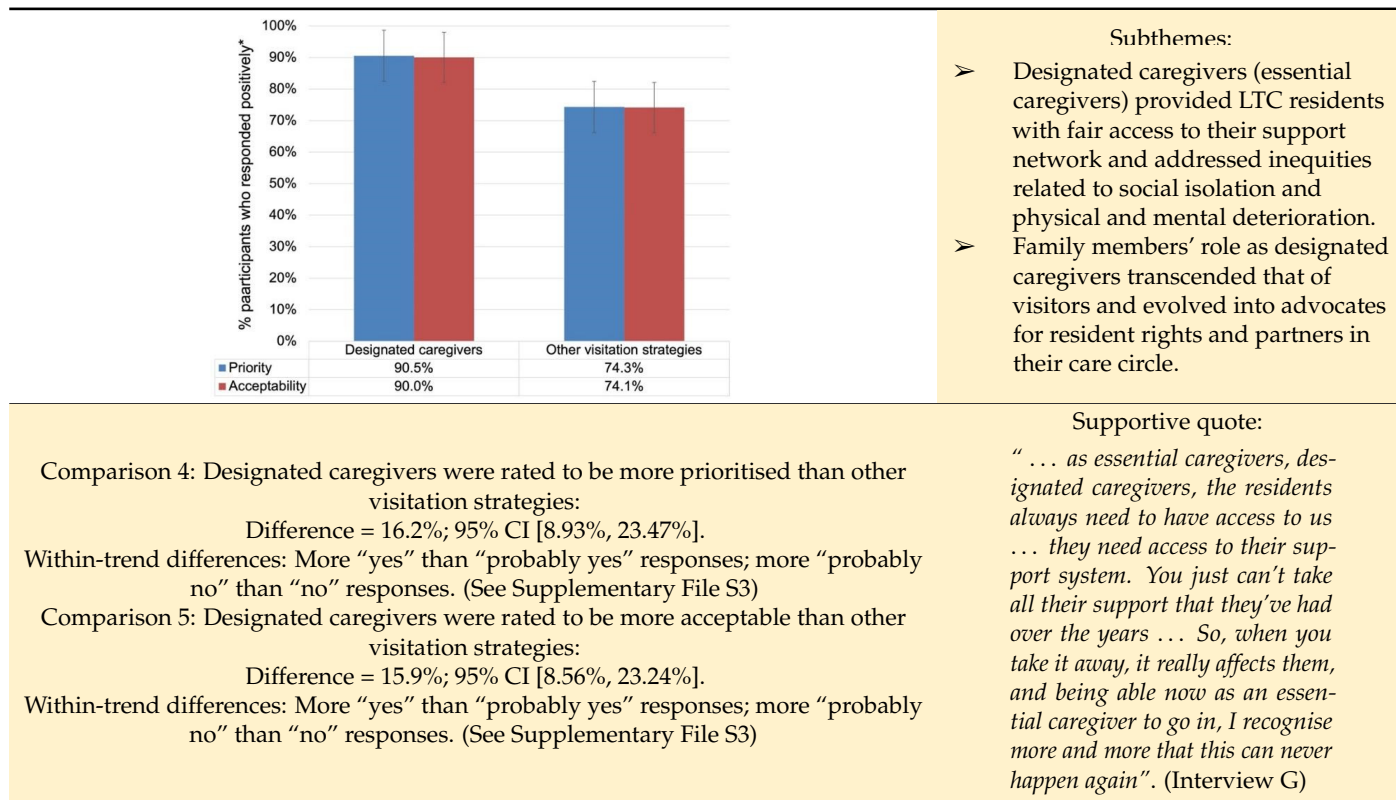 100%
90%
80%
70%
60%
50%
40%
30%
20%
10%
0%
% paarticipants who responded positively*
Designated caregivers Other visitation strategies
Priority 90.5% 74.3%
Acceptability 90.0% 74.1%
Subthemes:
➢ Designated caregivers (essential
caregivers) provided LTC residents
with fair access to their support
network and addressed inequities
related to social isolation and
physical and mental deterioration.
➢ Family members’ role as designated
caregivers transcended that of
visitors and evolved into advocates
for resident rights and partners in
their care circle.
Comparison 4: Designated caregivers were rated to be more prioritised than other
visitation strategies:
Difference = 16.2%; 95% CI [8.93%, 23.47%].
Within-trend differences: More “yes” than “probably yes” responses; more “probably
no” than “no” responses. (See Supplementary File S3)
Comparison 5: Designated caregivers were rated to be more acceptable than other
visitation strategies:
Difference = 15.9%; 95% CI [8.56%, 23.24%].
Within-trend differences: More “yes” than “probably yes” responses; more “probably
no” than “no” responses. (See Supplementary File S3)
Supportive quote:
“ . . . as essential caregivers, des-
ignated caregivers, the residents
always need to have access to us
. . . they need access to their sup-
port system. You just can’t take
all their support that they’ve had
over the years . . . So, when you
take it away, it really affects them,
and being able now as an essen-
tial caregiver to go in, I recognise
more and more that this can never
happen again”. (Interview G)